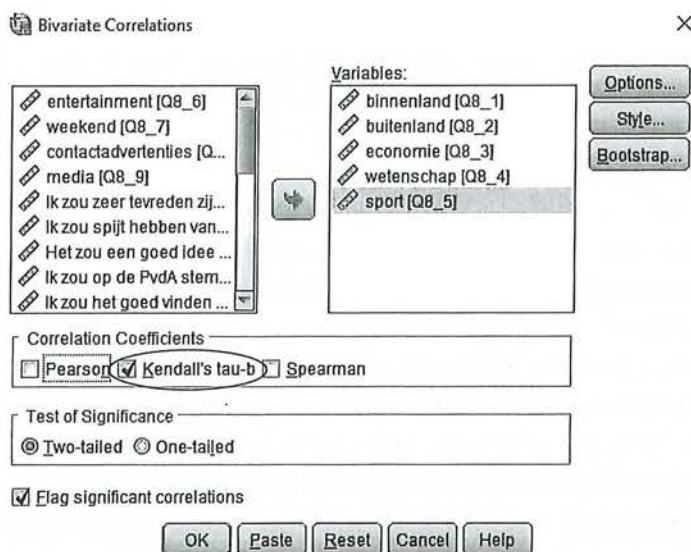 Bivariate Correlations
Variables:
entertainment [Q8_6]
weekend [Q8_7]
contactadvertenties [Q...
media [Q8_9]
Ik zou zeer tevreden zij...
Ik zou spijt hebben van...
Het zou een goed idee ...
Ik zou op de PvdA stem...
Ik zou het goed vinden ...
binnenland [Q8_1]
buitenland [Q8_2]
economie [Q8_3]
wetenschap [Q8_4]
sport [Q8_5]
Options...
Style...
Bootstrap...
Correlation Coefficients
Pearson Kendall's tau-b Spearman
Test of Significance
Two-tailed One-tailed
Flag significant correlations
OK Paste Reset Cancel Help